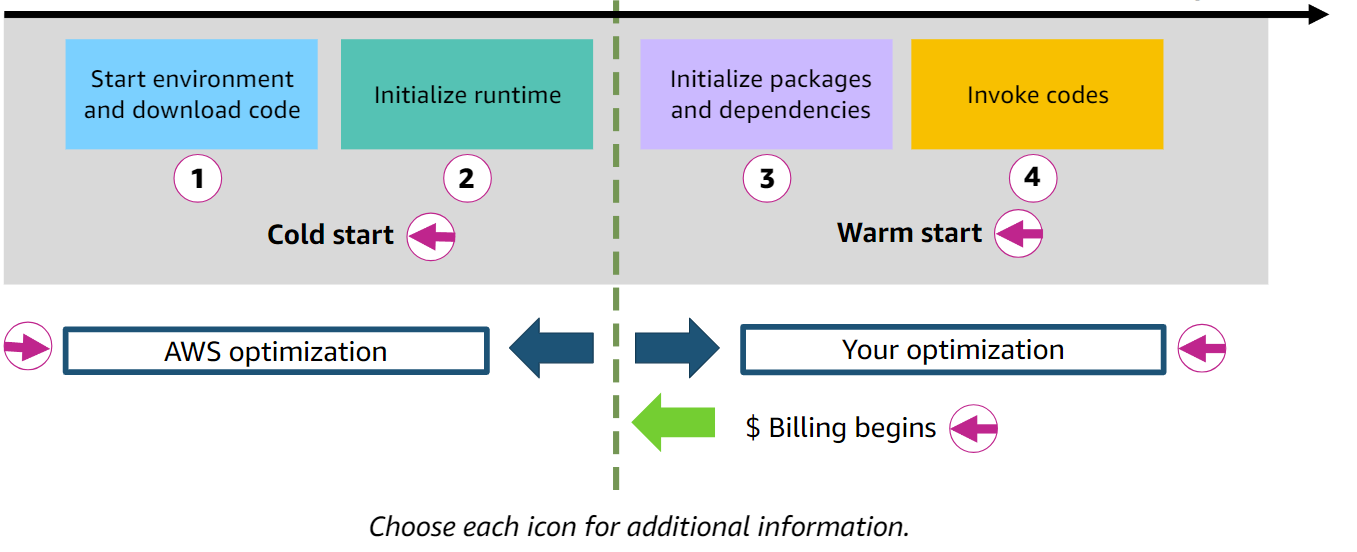 Start environment
and download code
Initialize runtime
Initialize packages
and dependencies
Invoke codes
1
2
3
4
Cold start
Warm start
AWS optimization
Your optimization
$ Billing begins
Choose each icon for additional information.